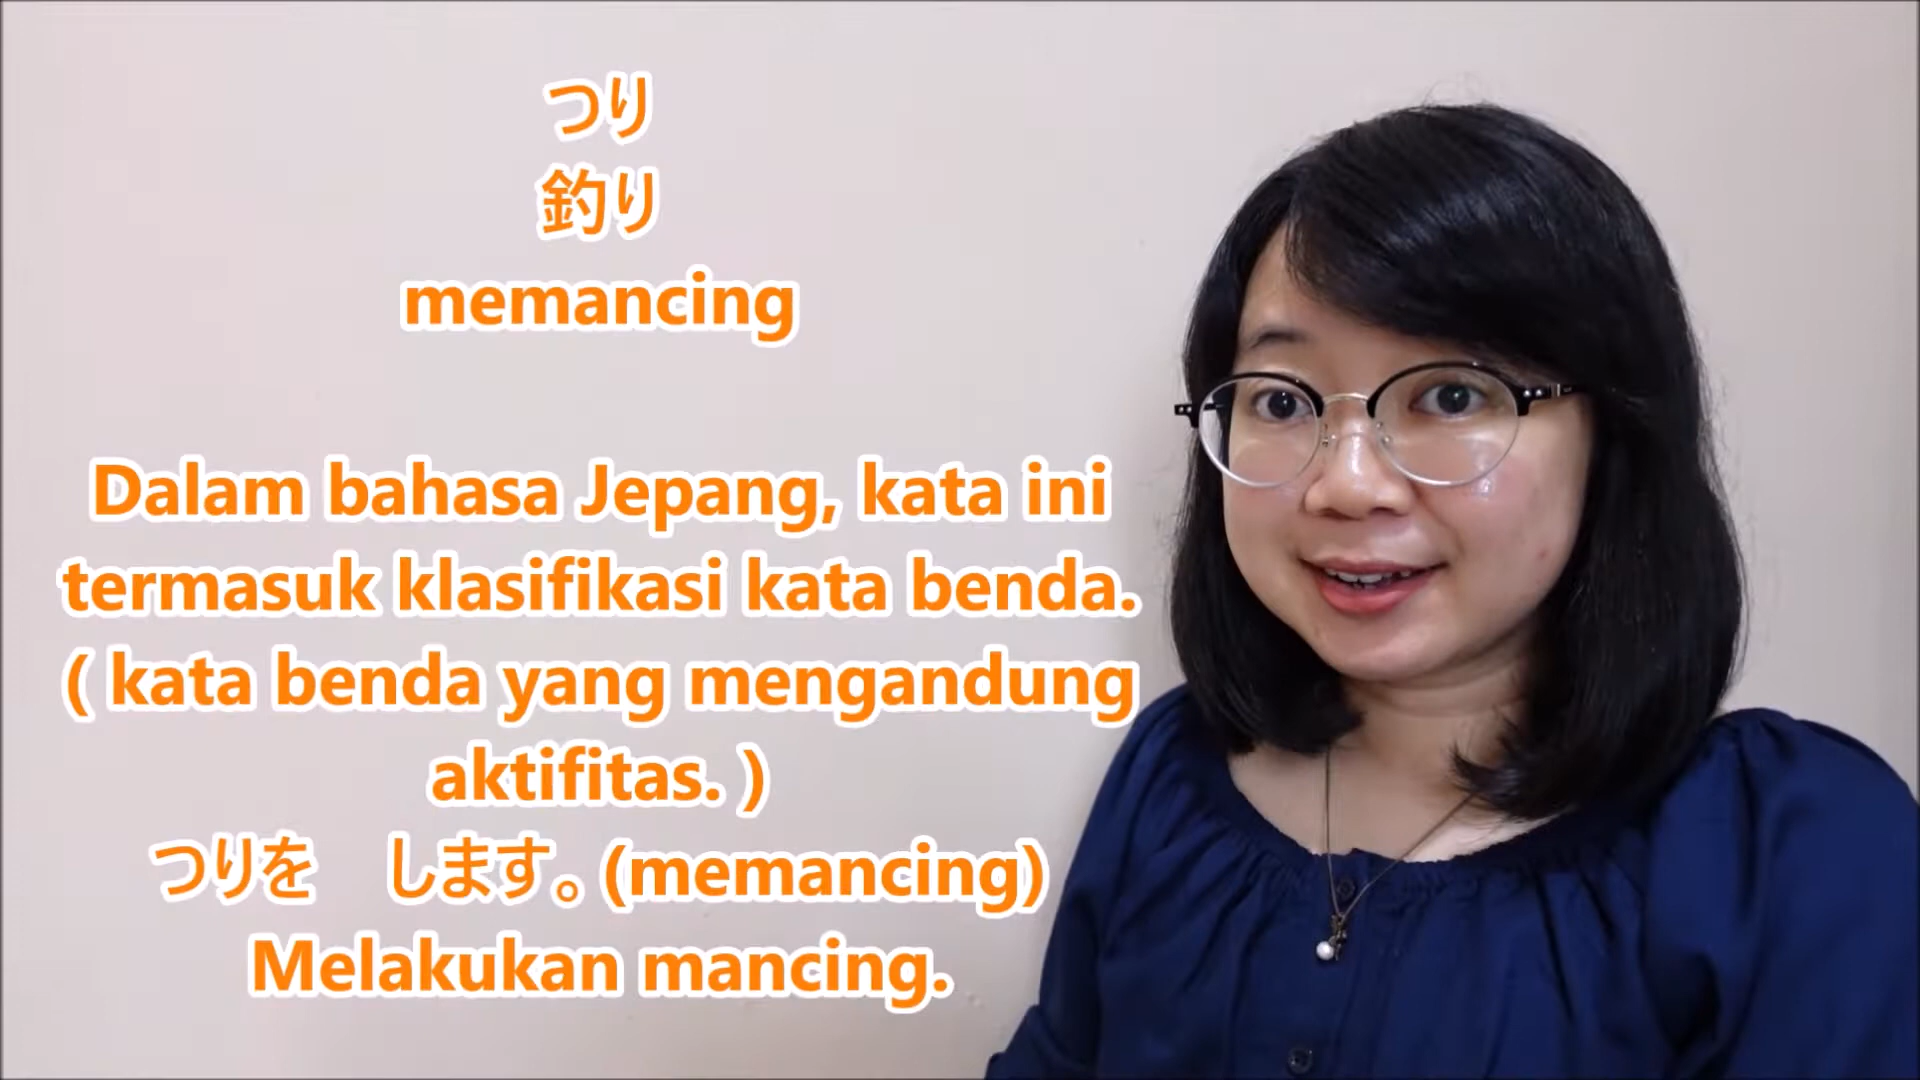 つり
釣り
memancing
Dalam bahasa Jepang, kata ini
termasuk klasifikasi kata benda.
( kata benda yang mengandung
aktifitas. )
つりを　します。(memancing)
Melakukan mancing.